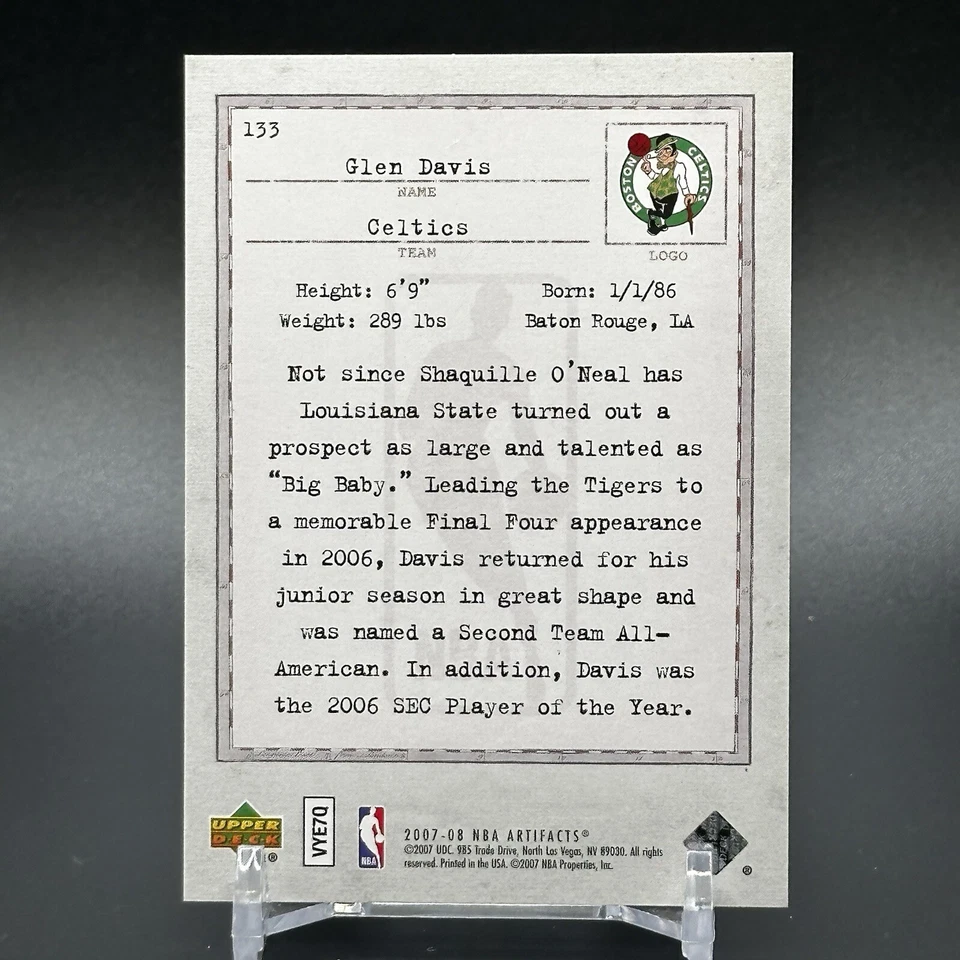 133
Glen Davis
NAME
Celtics
TEAM
BOSTON CELTICS
LOGO
Height: 6'9"
Born: 1/1/86
Weight: 289 lbs
Baton Rouge, LA
Not since Shaquille O'Neal has
Louisiana State turned out a
prospect as large and talented as
"Big Baby." Leading the Tigers to
a memorable Final Four appearance
in 2006, Davis returned for his
junior season in great shape and
was named a Second Team All-
American. In addition, Davis was
the 2006 SEC Player of the Year.
UPPER
DECK
®
VYE7Q
NBA
2007-08 NBA ARTIFACTS®
©2007 UDC. 985 Trade Drive, North Las Vegas, NV 89030. All rights
reserved. Printed in the USA. ©2007 NBA Properties, Inc.
®